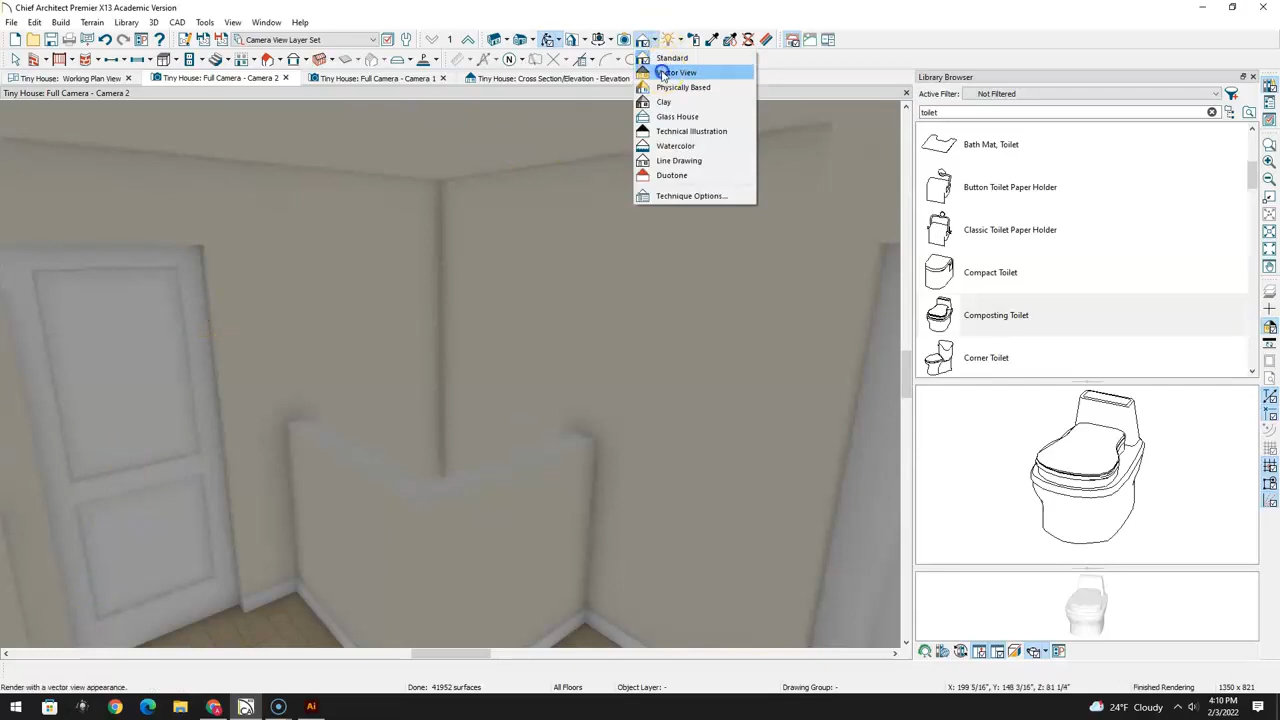 Chief Architect Premier X13 Academic Version
File Edit Build Terrain Library 3D CAD Tools View Window Help
Camera View Layer Set
1
Tiny House: Working Plan View
Tiny House: Full Camera - Camera 2
Tiny House: Full Camera - Camera 1
Tiny House: Cross Section/Elevation - Elevation
Tiny House: Full Camera - Camera 2
Standard
Vector View
Physically Based
Clay
Glass House
Technical Illustration
Watercolor
Line Drawing
Duotone
Technique Options...
Library Browser
Active Filter: Not Filtered
toilet
Bath Mat, Toilet
Button Toilet Paper Holder
Classic Toilet Paper Holder
Compact Toilet
Composting Toilet
Corner Toilet
Render with a vector view appearance.
Done: 41952 surfaces
All Floors
Object Layer: -
Drawing Group: -
X: 199 5/16", Y: 148 3/16", Z: 81 1/4"
Finished Rendering
1350 x 821
Ai
24°F Cloudy
4:10 PM
2/3/2022